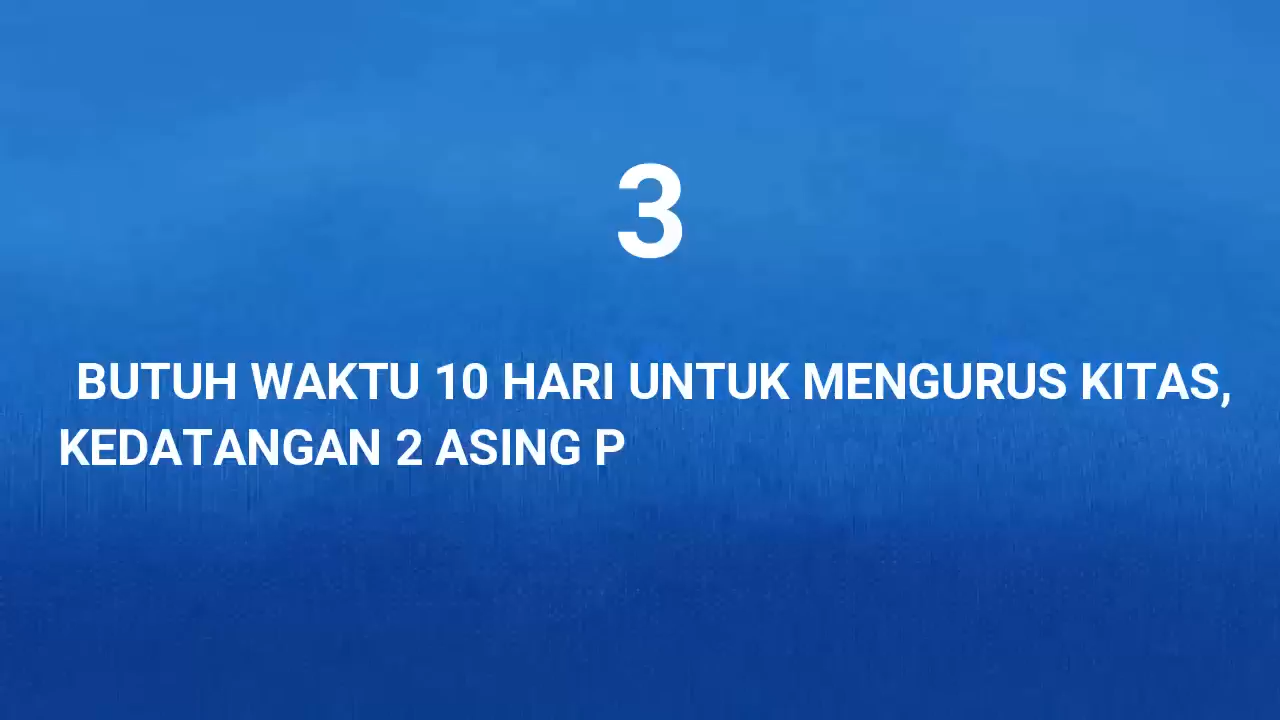 3
BUTUH WAKTU 10 HARI UNTUK MENGURUS KITAS,
KEDATANGAN 2 ASING P